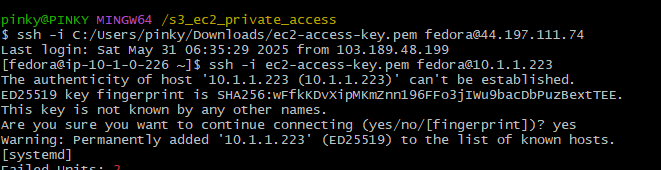 pinky@PINKY MINGW64 /s3_ec2_private_access
$ ssh -i C:/Users/pinky/Downloads/ec2-access-key.pem fedora@44.197.111.74
Last login: Sat May 31 06:35:29 2025 from 103.189.48.199
[fedora@ip-10-1-0-226 ~]$ ssh -i ec2-access-key.pem fedora@10.1.1.223
The authenticity of host '10.1.1.223 (10.1.1.223)' can't be established.
ED25519 key fingerprint is SHA256:wFfkKDvXipMKmZnn196FFo3jIWu9bacDbPuzBextTEE.
This key is not known by any other names.
Are you sure you want to continue connecting (yes/no/[fingerprint])? yes
Warning: Permanently added '10.1.1.223' (ED25519) to the list of known hosts.
[systemd]
Failed Units: 2